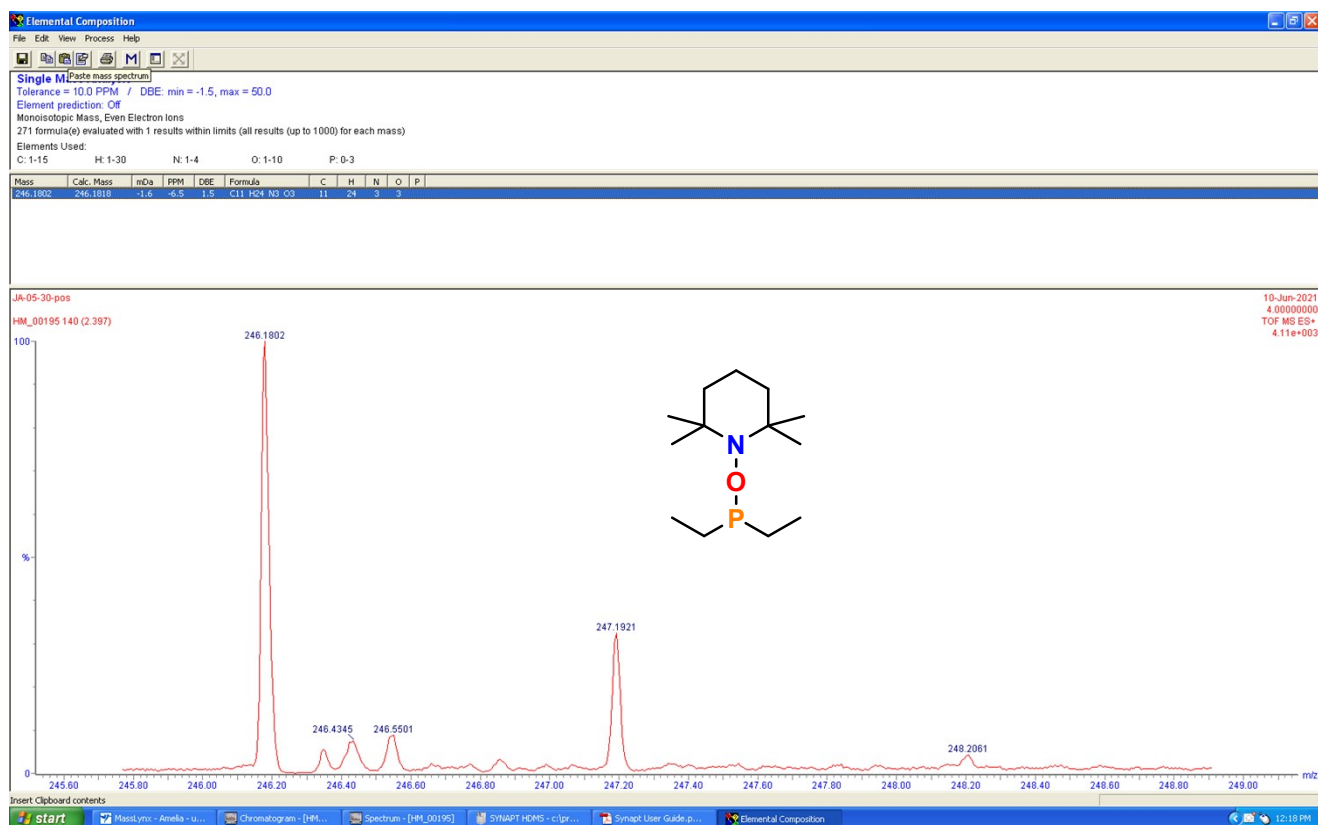 Elemental Composition
File Edit View Process Help
Paste mass spectrum
Single M
Tolerance = 10.0 PPM / DBE: min = -1.5, max = 50.0
Element prediction: Off
Monoisotopic Mass, Even Electron Ions
271 formula(e) evaluated with 1 results within limits (all results (up to 1000) for each mass)
Elements Used:
C: 1-15 H: 1-30 N: 1-4 O: 1-10 P: 0-3
Mass Calc. Mass mDa PPM DBE Formula C H N O P
246.1802 246.1818 -1.6 -6.5 1.5 C11 H24 N3 O3 11 24 3 3
JA-05-30-pos
HM_00195 140 (2.397)
10-Jun-2021
4.00000000
TOF MS ES+
4.11e+003
100
%
0
246.1802
246.4345
246.5501
247.1921
248.2061
N
O
P
245.60 245.80 246.00 246.20 246.40 246.60 246.80 247.00 247.20 247.40 247.60 247.80 248.00 248.20 248.40 248.60 248.80 249.00
m/z
Insert Clipboard contents
start MassLynx - Amelia - u... Chromatogram - [HM... Spectrum - [HM_00195] SYNAPT HDMS - c:\pr... Synapt User Guide.p... Elemental Composition 12:18 PM